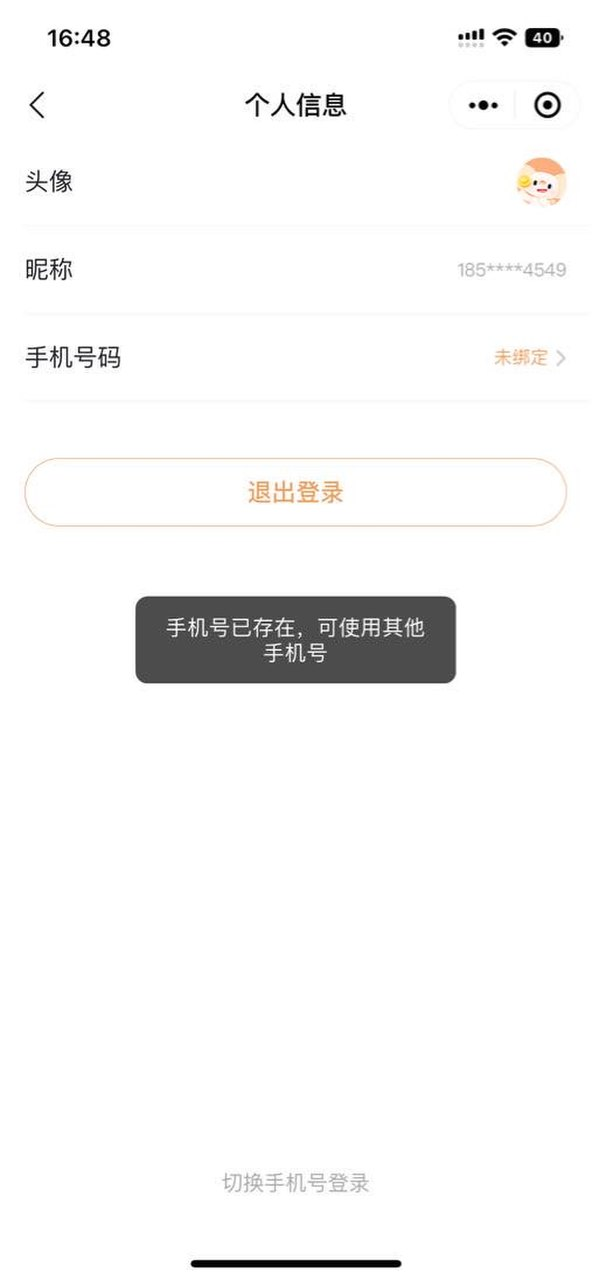 16:48
40
个人信息
头像
昵称
185****4549
手机号码
未绑定
退出登录
手机号已存在，可使用其他
手机号
切换手机号登录